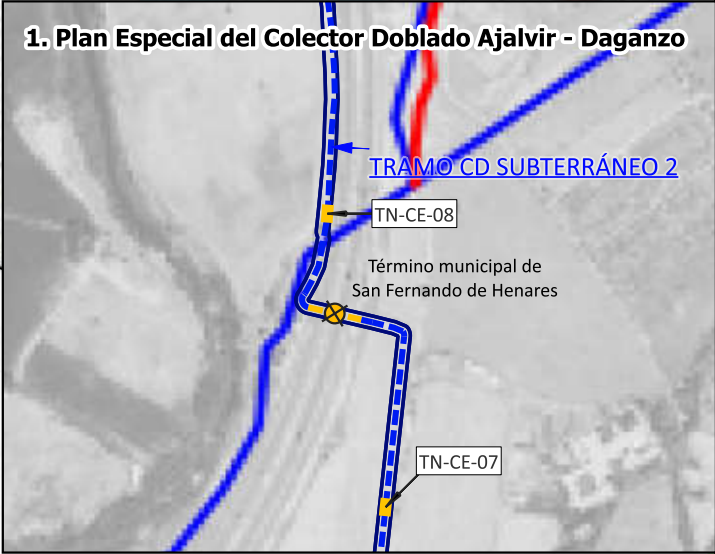 1. Plan Especial del Colector Doblado Ajalvir - Daganzo
TRAMO CD SUBTERRÁNEO 2
TN-CE-08
Término municipal de
San Fernando de Henares
TN-CE-07